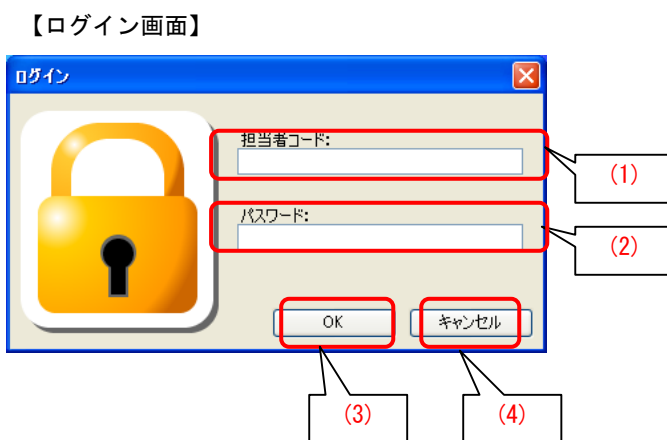 【ログイン画面】
ログイン
担当者コード:
(1)
パスワード:
(2)
OK
キャンセル
(3)
(4)